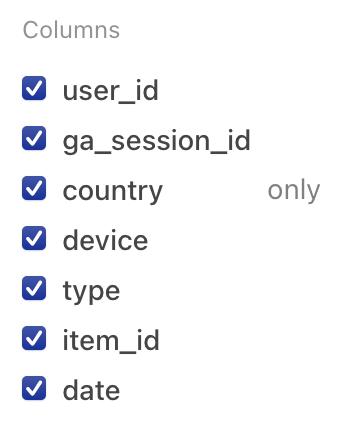 Columns
user_id
ga_session_id
country only
device
type
item_id
date